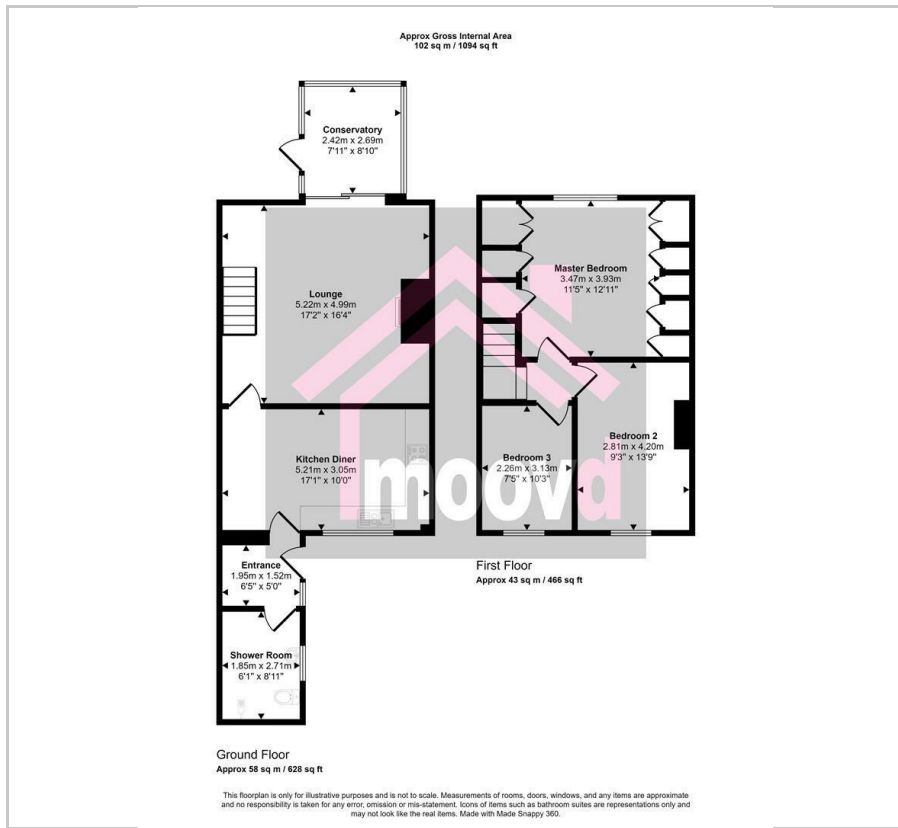 Approx Gross Internal Area
102 sq m / 1094 sq ft
Conservatory
2.42m x 2.69m
7'11" x 8'10"
Lounge
5.22m x 4.99m
17'2" x 16'4"
Kitchen Diner
5.21m x 3.05m
17'1" x 10'0"
Entrance
1.95m x 1.52m
6'5" x 5'0"
Shower Room
1.85m x 2.71m
6'1" x 8'11"
Ground Floor
Approx 58 sq m / 628 sq ft
Master Bedroom
3.47m x 3.93m
11'5" x 12'11"
Bedroom 2
2.81m x 4.20m
9'3" x 13'9"
Bedroom 3
2.26m x 3.13m
7'5" x 10'3"
First Floor
Approx 43 sq m / 466 sq ft
moovd
This floorplan is only for illustrative purposes and is not to scale. Measurements of rooms, doors, windows, and any items are approximate
and no responsibility is taken for any error, omission or mis-statement. Icons of items such as bathroom suites are representations only and
may not look like the real items. Made with Made Snappy 360.